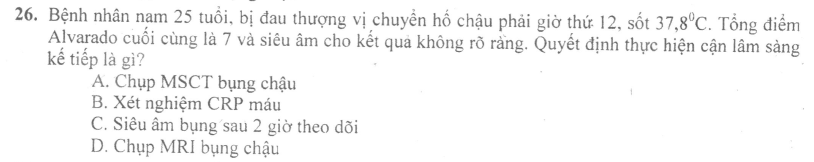 26. Bệnh nhân nam 25 tuổi, bị đau thượng vị chuyển hố chậu phải giờ thứ 12, sốt 37,8⁰C. Tổng điểm
Alvarado cuối cùng là 7 và siêu âm cho kết quả không rõ ràng. Quyết định thực hiện cận lâm sàng
kế tiếp là gì?
A. Chụp MSCT bụng chậu
B. Xét nghiệm CRP máu
C. Siêu âm bụng sau 2 giờ theo dõi
D. Chụp MRI bụng chậu